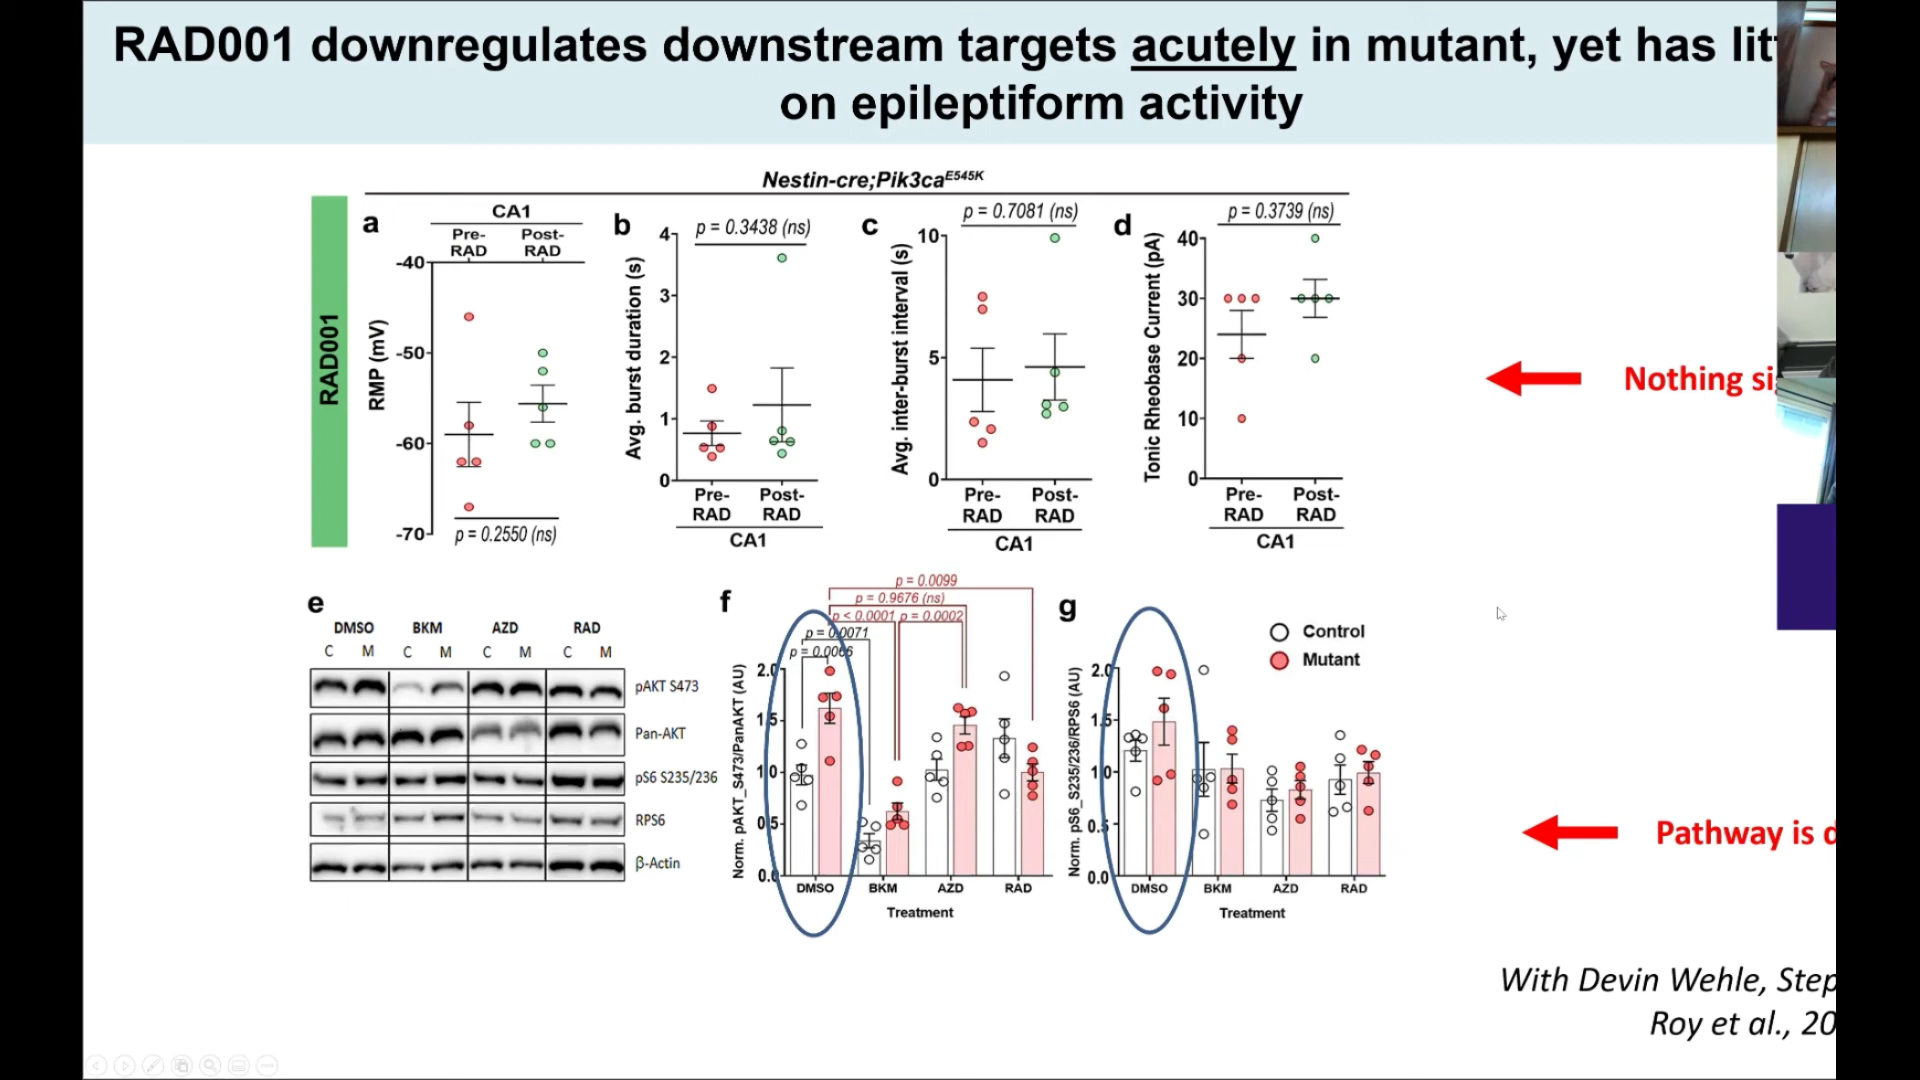 RAD001 downregulates downstream targets acutely in mutant, yet has lit
on epileptiform activity
Nestin-cre;Pik3caE545K
RAD001
a
CA1
Pre-RAD
Post-RAD
RMP (mV)
-40
-50
-60
-70
p = 0.2550 (ns)
b
p = 0.3438 (ns)
Avg. burst duration (s)
4
3
2
1
0
Pre-RAD
Post-RAD
CA1
c
p = 0.7081 (ns)
Avg. inter-burst interval (s)
10
5
0
Pre-RAD
Post-RAD
CA1
d
p = 0.3739 (ns)
Tonic Rheobase Current (pA)
40
30
20
10
0
Pre-RAD
Post-RAD
CA1
Nothing si
e
DMSO BKM AZD RAD
C M C M C M C M
pAKT S473
Pan-AKT
pS6 S235/236
RPS6
β-Actin
f
p = 0.0099
p = 0.9676 (ns)
p < 0.0001 p = 0.0002
p = 0.0071
p = 0.0066
Norm. pAKT_S473/PanAKT (AU)
2.0
1.5
1.0
0.5
0.0
DMSO BKM AZD RAD
Treatment
g
Control
Mutant
Norm. pS6_S235/236/RPS6 (AU)
2.0
1.5
1.0
0.5
0.0
DMSO BKM AZD RAD
Treatment
Pathway is d
With Devin Wehle, Step
Roy et al., 20